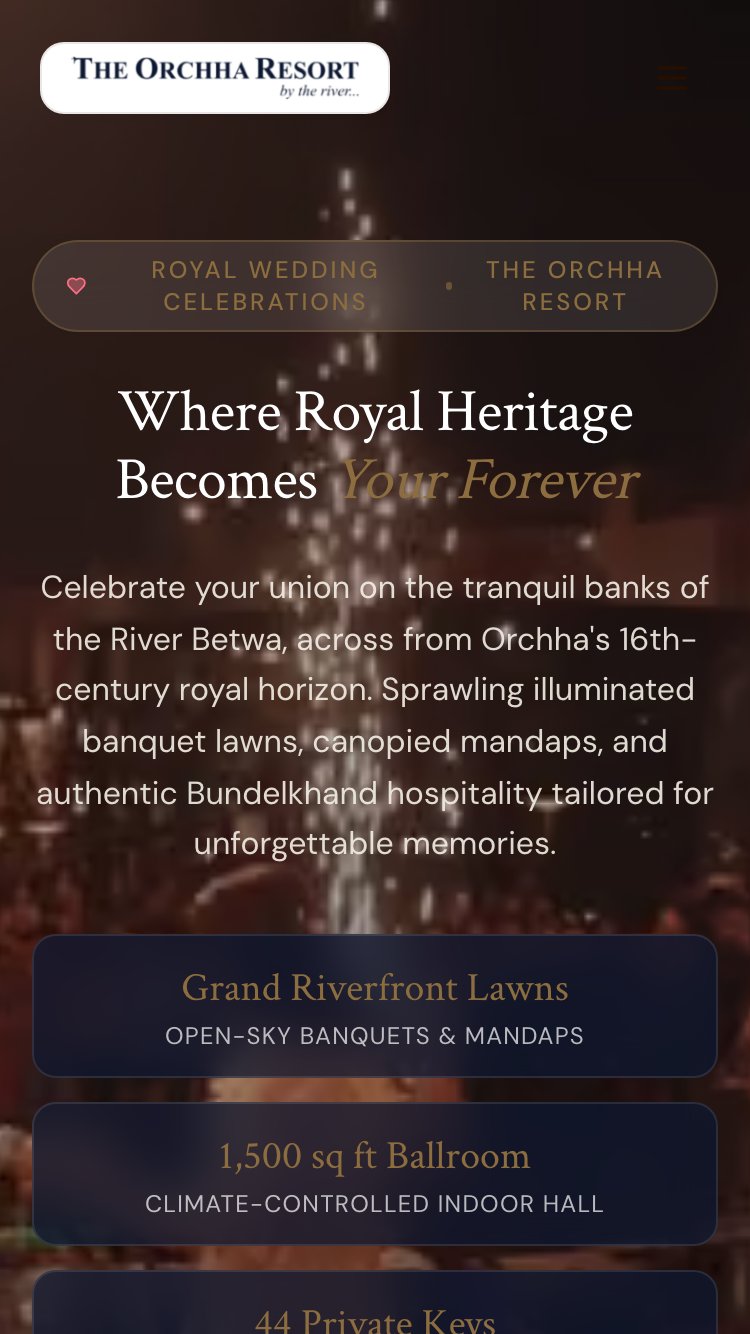 THE ORCHHA RESORT
by the river...
ROYAL WEDDING
CELEBRATIONS
•
THE ORCHHA
RESORT
Where Royal Heritage
Becomes Your Forever
Celebrate your union on the tranquil banks of
the River Betwa, across from Orchha's 16th-
century royal horizon. Sprawling illuminated
banquet lawns, canopied mandaps, and
authentic Bundelkhand hospitality tailored for
unforgettable memories.
Grand Riverfront Lawns
OPEN-SKY BANQUETS & MANDAPS
1,500 sq ft Ballroom
CLIMATE-CONTROLLED INDOOR HALL
44 Private Keys